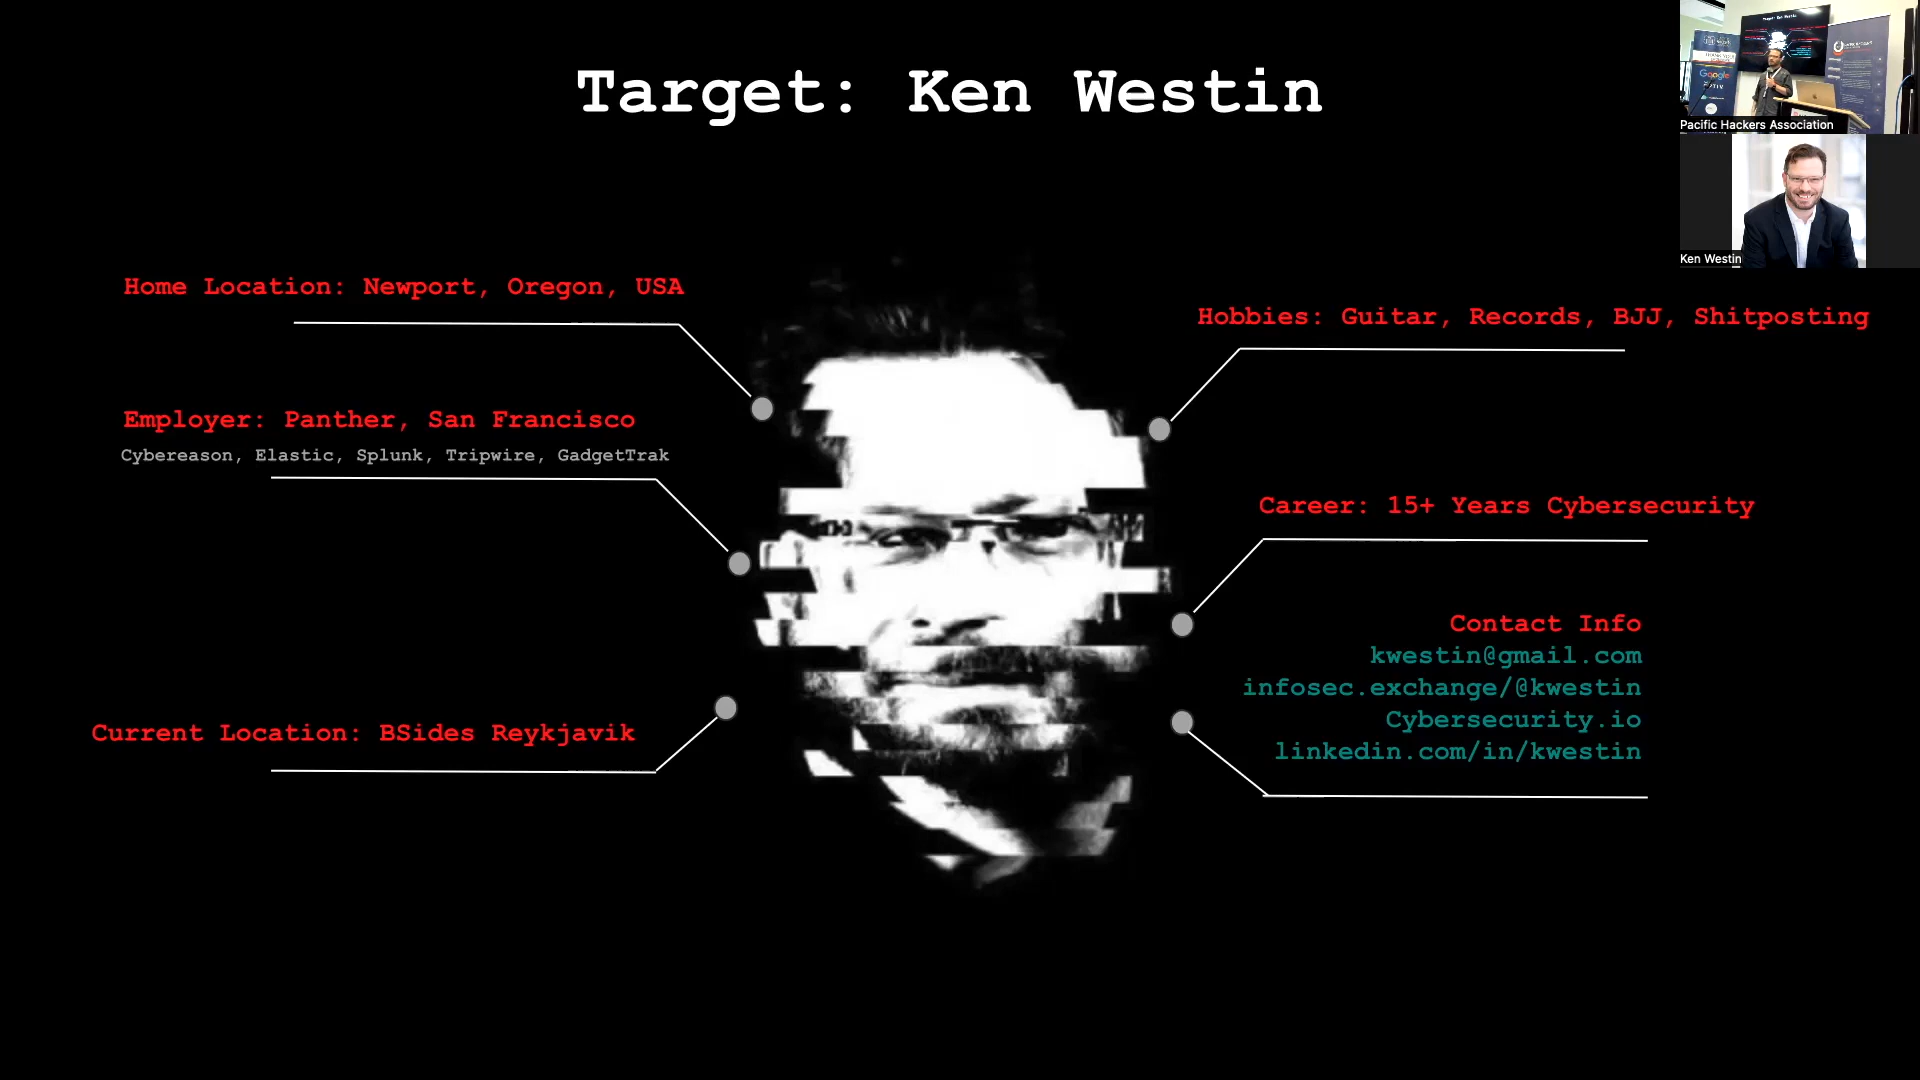 Target: Ken Westin
Pacific Hackers Association
Ken Westin
Home Location: Newport, Oregon, USA
Hobbies: Guitar, Records, BJJ, Shitposting
Employer: Panther, San Francisco
Cybereason, Elastic, Splunk, Tripwire, GadgetTrak
Career: 15+ Years Cybersecurity
Current Location: BSides Reykjavik
Contact Info
kwestin@gmail.com
infosec.exchange/@kwestin
Cybersecurity.io
linkedin.com/in/kwestin
Google